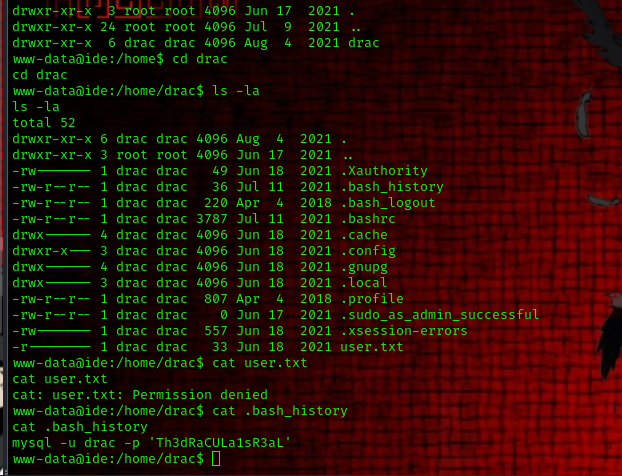 drwxr-xr-x  3 root root 4096 Jun 17  2021 .
drwxr-xr-x 24 root root 4096 Jul  9  2021 ..
drwxr-xr-x  6 drac drac 4096 Aug  4  2021 drac
www-data@ide:/home$ cd drac
cd drac
www-data@ide:/home/drac$ ls -la
ls -la
total 52
drwxr-xr-x 6 drac drac 4096 Aug  4  2021 .
drwxr-xr-x 3 root root 4096 Jun 17  2021 ..
-rw------- 1 drac drac   49 Jun 18  2021 .Xauthority
-rw-r--r-- 1 drac drac   36 Jul 11  2021 .bash_history
-rw-r--r-- 1 drac drac  220 Apr  4  2018 .bash_logout
-rw-r--r-- 1 drac drac 3787 Jul 11  2021 .bashrc
drwx------ 4 drac drac 4096 Jun 18  2021 .cache
drwxr-x--- 3 drac drac 4096 Jun 18  2021 .config
drwx------ 4 drac drac 4096 Jun 18  2021 .gnupg
drwx------ 3 drac drac 4096 Jun 18  2021 .local
-rw-r--r-- 1 drac drac  807 Apr  4  2018 .profile
-rw-r--r-- 1 drac drac    0 Jun 17  2021 .sudo_as_admin_successful
-rw------- 1 drac drac  557 Jun 18  2021 .xsession-errors
-r-------- 1 drac drac   33 Jun 18  2021 user.txt
www-data@ide:/home/drac$ cat user.txt
cat user.txt
cat: user.txt: Permission denied
www-data@ide:/home/drac$ cat .bash_history
cat .bash_history
mysql -u drac -p 'Th3dRaCULa1sR3aL'
www-data@ide:/home/drac$